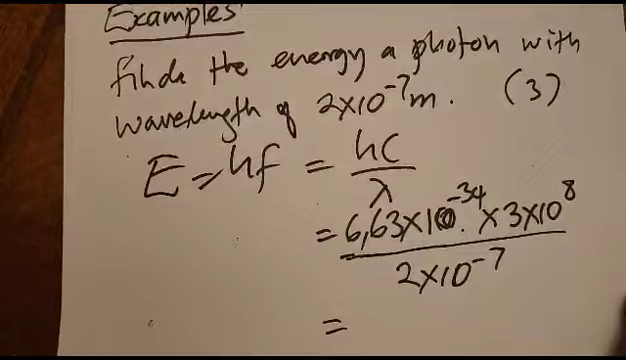 Examples
finde the energy a photon with
wavelength of 2×10⁻⁷m. (3)
E = hf = hc/λ
= 6,63×10⁻³⁴ × 3×10⁸ / 2×10⁻⁷
=